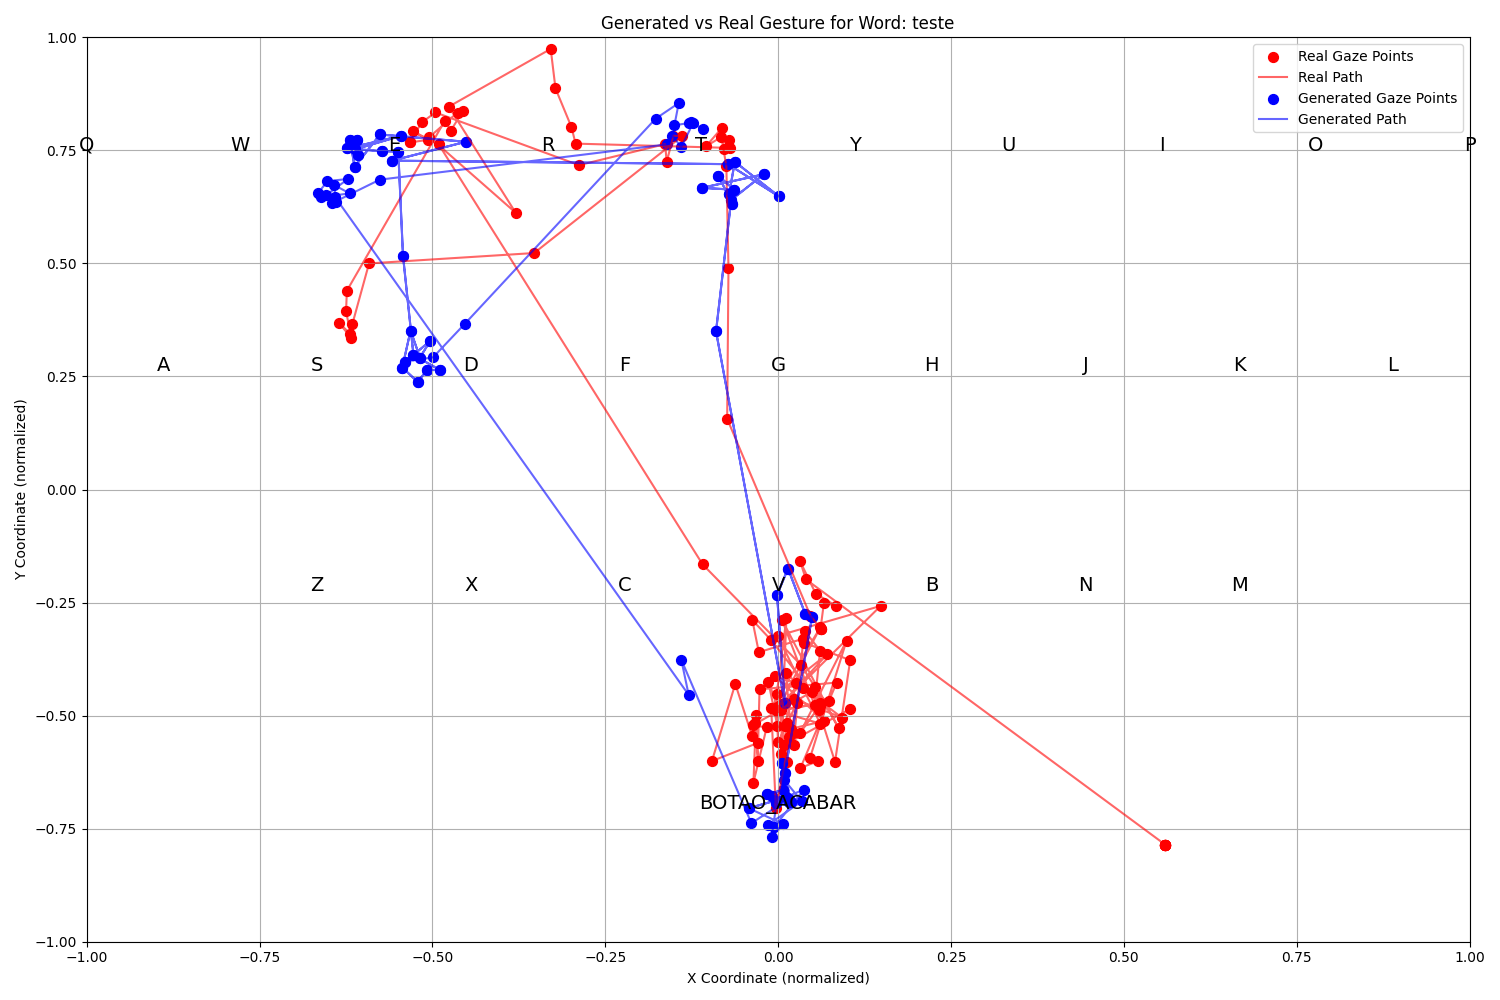 Generated vs Real Gesture for Word: teste
Real Gaze Points
Real Path
Generated Gaze Points
Generated Path
1.00
0.75
0.50
0.25
0.00
−0.25
−0.50
−0.75
−1.00
Y Coordinate (normalized)
Q W E R T Y U I O P
A S D F G H J K L
Z X C V B N M
BOTAO_ACABAR
−1.00 −0.75 −0.50 −0.25 0.00 0.25 0.50 0.75 1.00
X Coordinate (normalized)